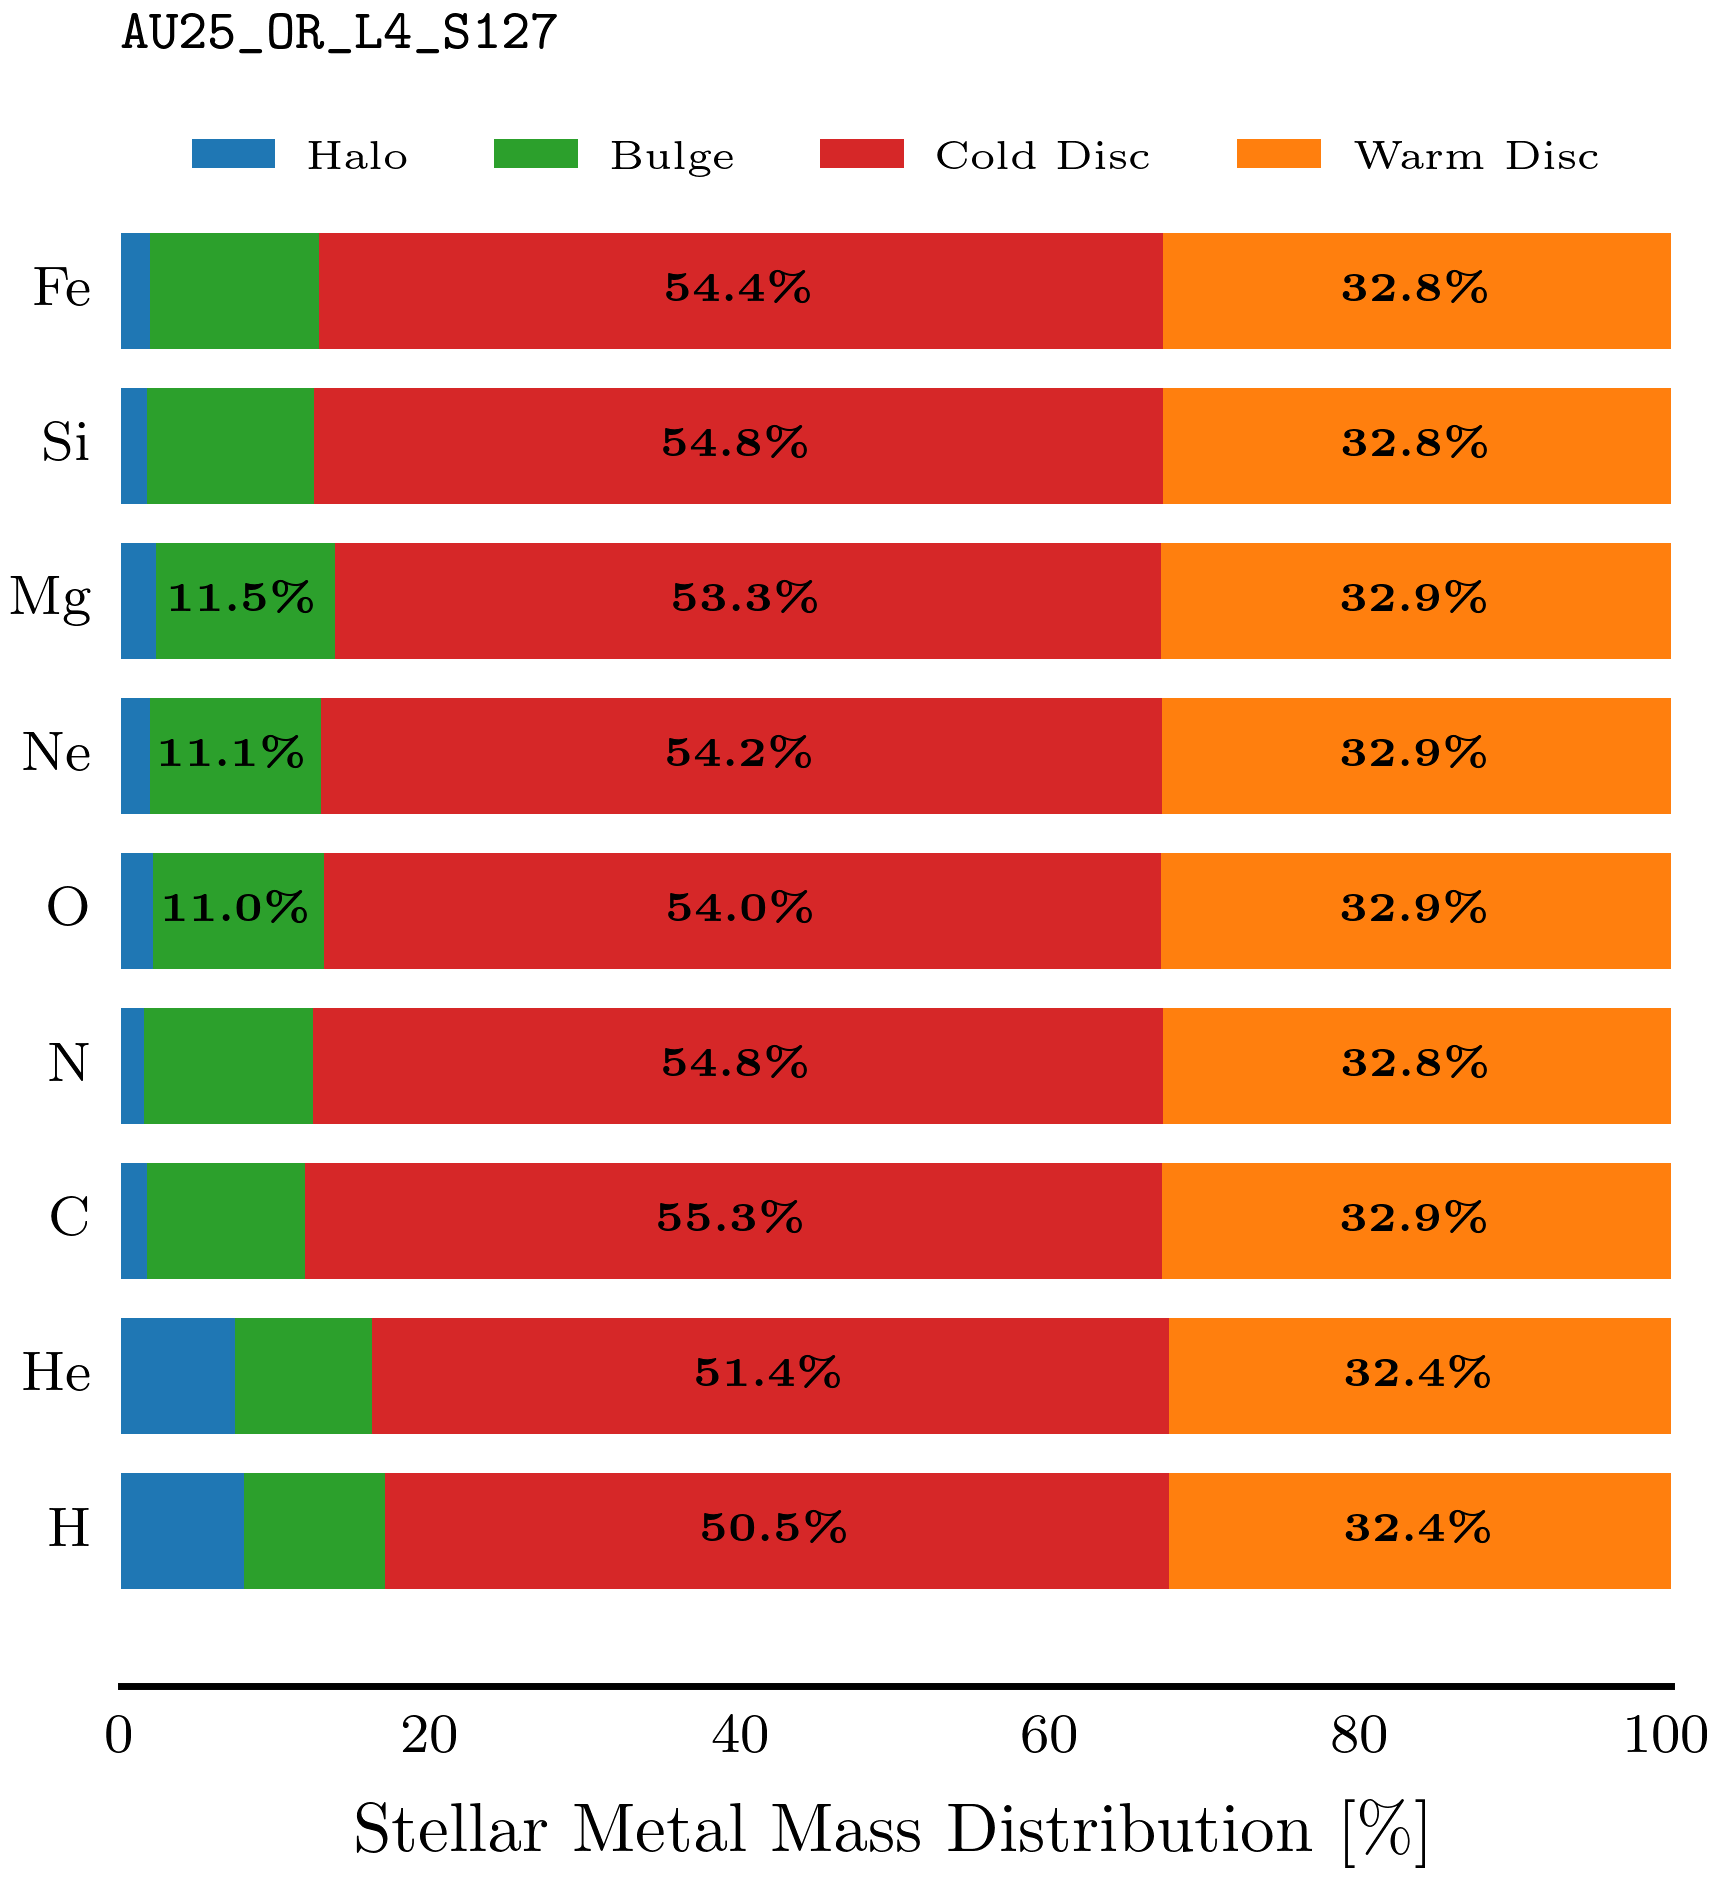 AU25_OR_L4_S127
Halo Bulge Cold Disc Warm Disc
Fe 54.4% 32.8%
Si 54.8% 32.8%
Mg 11.5% 53.3% 32.9%
Ne 11.1% 54.2% 32.9%
O 11.0% 54.0% 32.9%
N 54.8% 32.8%
C 55.3% 32.9%
He 51.4% 32.4%
H 50.5% 32.4%
0 20 40 60 80 100
Stellar Metal Mass Distribution [%]